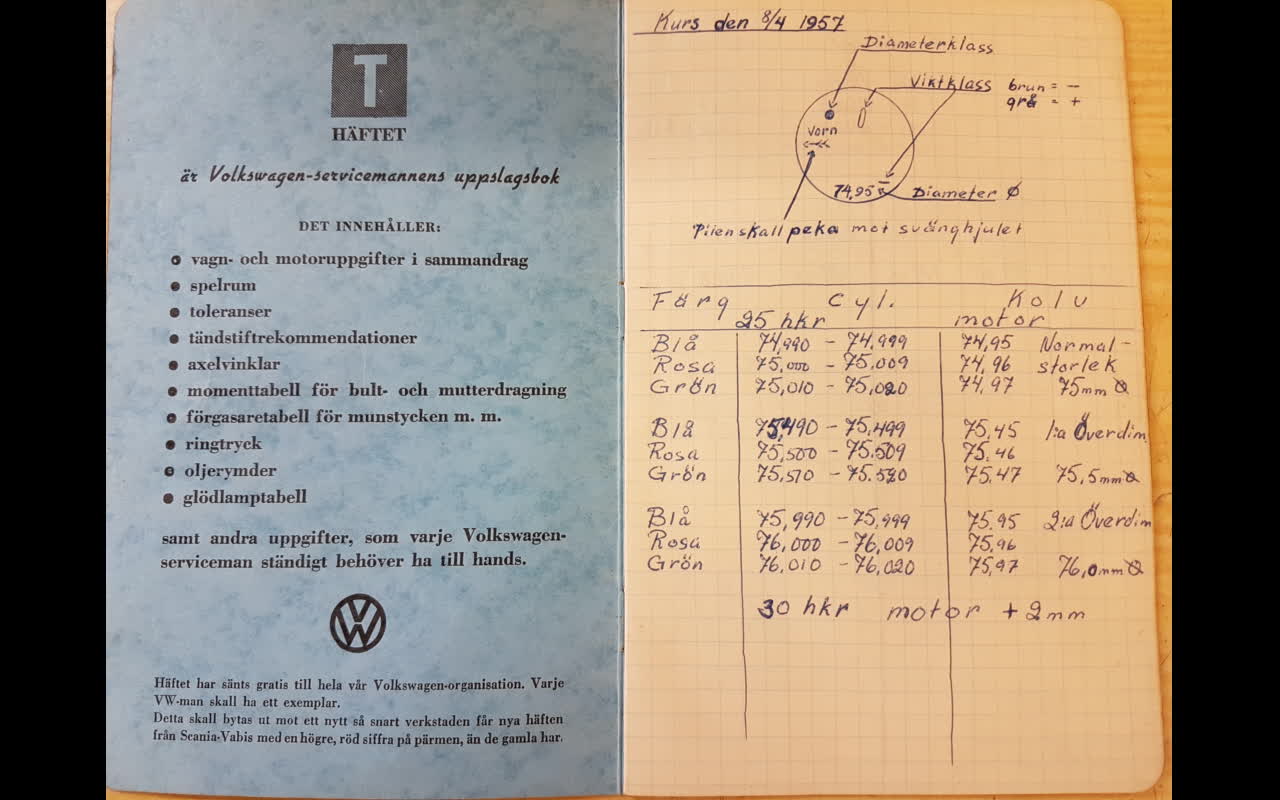 T
HÄFTET
är Volkswagen-servicemannens uppslagsbok
DET INNEHÅLLER:
vagn- och motoruppgifter i sammandrag
spelrum
toleranser
tändstiftrekommendationer
axelvinklar
momenttabell för bult- och mutterdragning
förgasaretabell för munstycken m. m.
ringtryck
oljerymder
glödlamptabell
samt andra uppgifter, som varje Volkswagen-
serviceman ständigt behöver ha till hands.
VW
Häftet har sänts gratis till hela vår Volkswagen-organisation. Varje
VW-man skall ha ett exemplar.
Detta skall bytas ut mot ett nytt så snart verkstaden får nya häften
från Scania-Vabis med en högre, röd siffra på pärmen, än de gamla har.
Kurs den 8/4 1957
Diameterklass
Viktklass brun = -
grå = +
Vorn
74,95 Diameter Ø
Pilen skall peka mot svänghjulet
Färg Cyl. Kolv
25 hkr motor
Blå 74,990 - 74,999 74,95 Normal-
Rosa 75,000 - 75,009 74,96 storlek
Grön 75,010 - 75,020 74,97 75mm Ø
Blå 75,490 - 75,499 75,45 1:a Överdim
Rosa 75,500 - 75,509 75,46
Grön 75,510 - 75,520 75,47 75,5mm Ø
Blå 75,990 - 75,999 75,95 2:a Överdim
Rosa 76,000 - 76,009 75,96
Grön 76,010 - 76,020 75,97 76,0mm Ø
30 hkr motor + 2mm